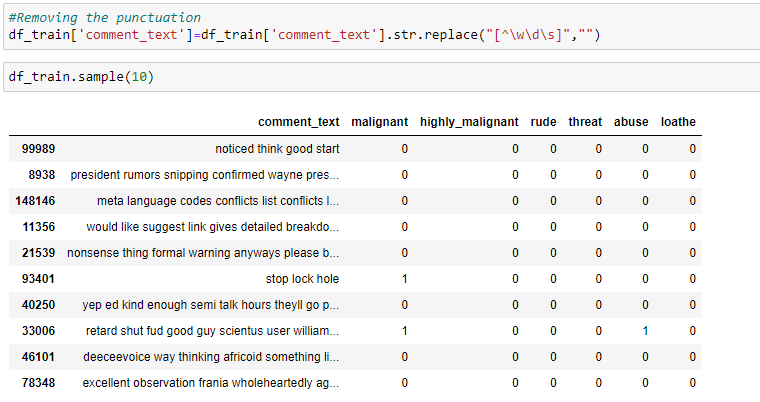 #Removing the punctuation
df_train['comment_text']=df_train['comment_text'].str.replace("[^\w\d\s]","")
df_train.sample(10)
comment_text malignant highly_malignant rude threat abuse loathe
99989 noticed think good start 0 0 0 0 0 0
8938 president rumors snipping confirmed wayne pres... 0 0 0 0 0 0
148146 meta language codes conflicts list conflicts l... 0 0 0 0 0 0
11356 would like suggest link gives detailed breakdo... 0 0 0 0 0 0
21539 nonsense thing formal warning anyways please b... 0 0 0 0 0 0
93401 stop lock hole 1 0 0 0 0 0
40250 yep ed kind enough semi talk hours theyll go p... 0 0 0 0 0 0
33006 retard shut fud good guy scientus user william... 1 0 0 0 1 0
46101 deeceevoice way thinking africoid something li... 0 0 0 0 0 0
78348 excellent observation frania wholeheartedly ag... 0 0 0 0 0 0